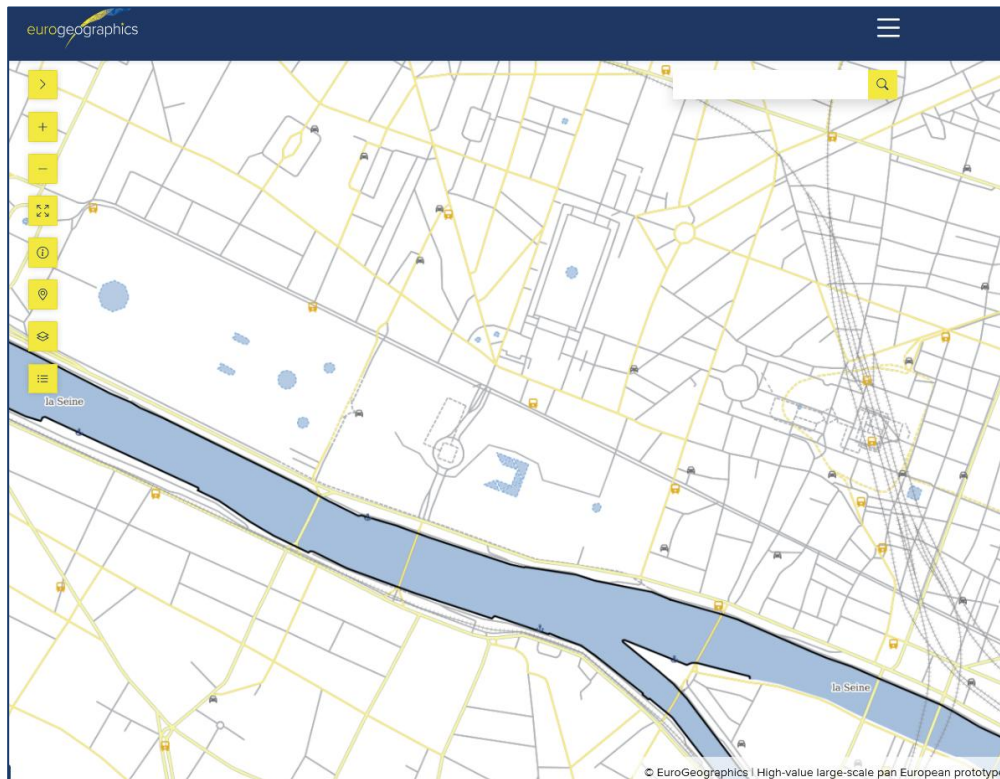 eurogeographics
la Seine
la Seine
© EuroGeographics | High-value large-scale pan European prototyp